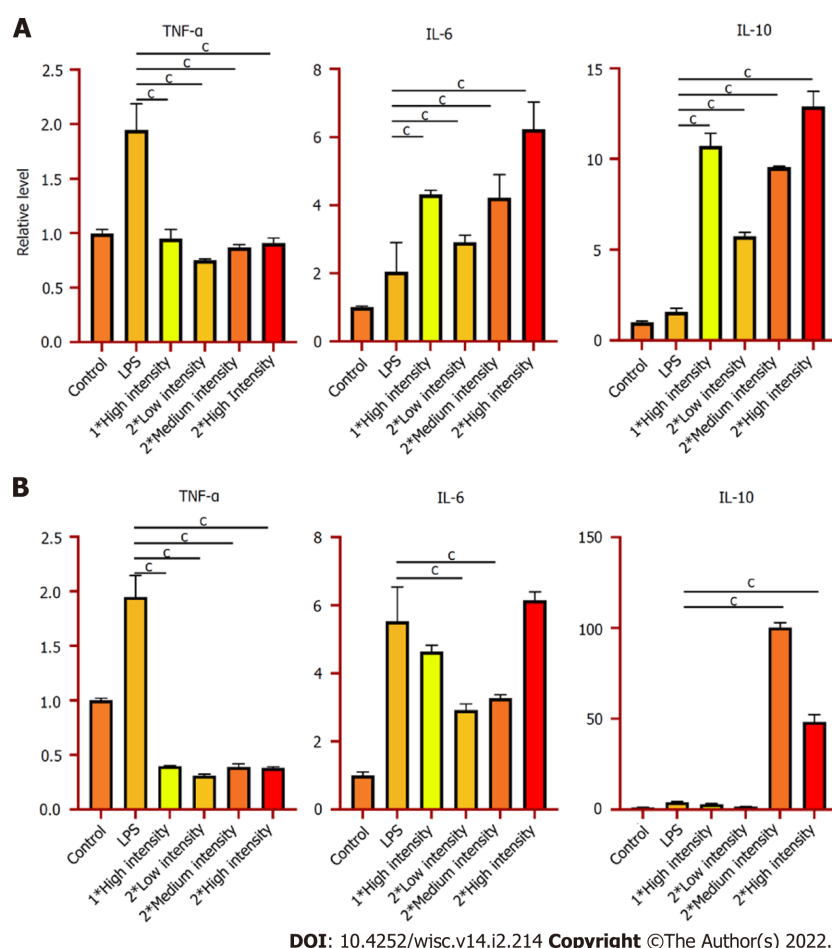 A
TNF-α
IL-6
IL-10
Relative level
2.5
2.0
1.5
1.0
0.5
0.0
c
c
c
c
Control
LPS
1*High intensity
2*Low intensity
2*Medium intensity
2*High Intensity
8
6
4
2
0
c
c
c
c
Control
LPS
1*High intensity
2*Low intensity
2*Medium intensity
2*High intensity
15
10
5
0
c
c
c
c
Control
LPS
1*High intensity
2*Low intensity
2*Medium intensity
2*High intensity
B
TNF-α
IL-6
IL-10
2.5
2.0
1.5
1.0
0.5
0.0
c
c
c
c
Control
LPS
1*High intensity
2*Low intensity
2*Medium intensity
2*High intensity
8
6
4
2
0
c
c
Control
LPS
1*High intensity
2*Low intensity
2*Medium intensity
2*High intensity
150
100
50
0
c
c
Control
LPS
1*High intensity
2*Low intensity
2*Medium intensity
2*High intensity
DOI: 10.4252/wjsc.v14.i2.214 Copyright ©The Author(s) 2022.